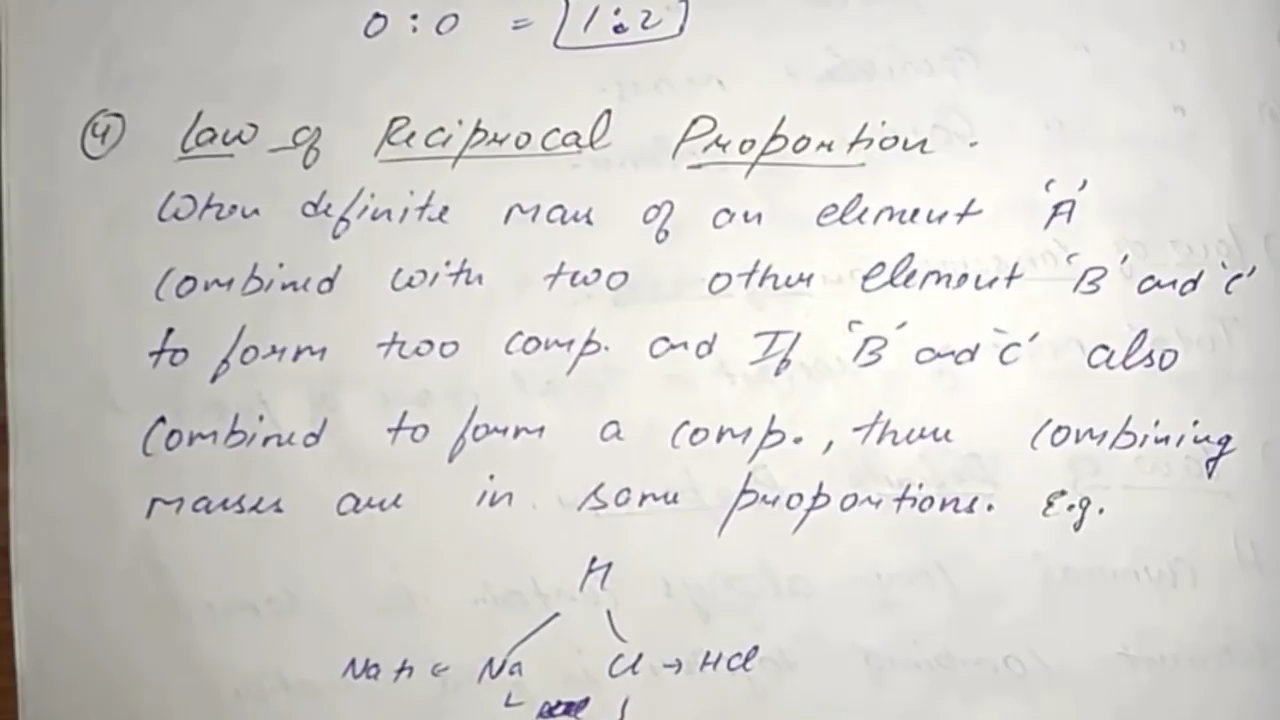 0 : 0 = 1:2
④ Law of Reciprocal Proportion.
When definite mass of an element 'A'
combined with two other element 'B' and 'C'
to form two comp. and If 'B' and 'C' also
combined to form a comp., then combining
masses are in same proportions. E.g.
H
NaH ← Na Cl → HCl